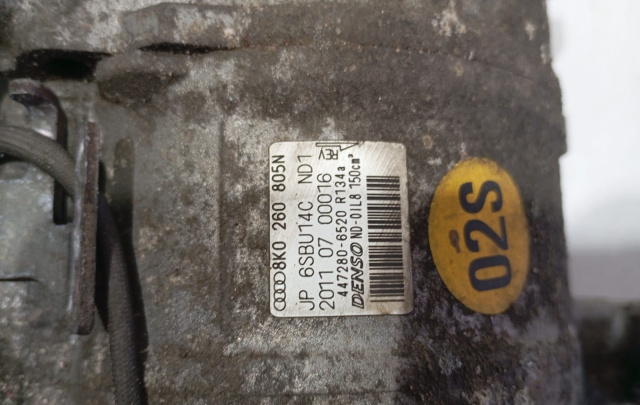 8K0 260 805N
JP 6SBU14C ND1
2011 07 00016
REV
447280-6520 R134a
DENSO ND-OIL8 150cm³
02S